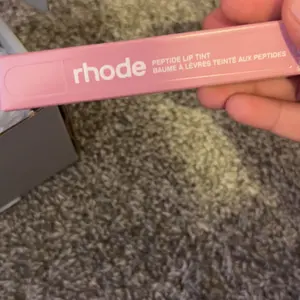 rhode
PEPTIDE LIP TINT
BAUME À LÈVRES TEINTÉ AUX PEPTIDES